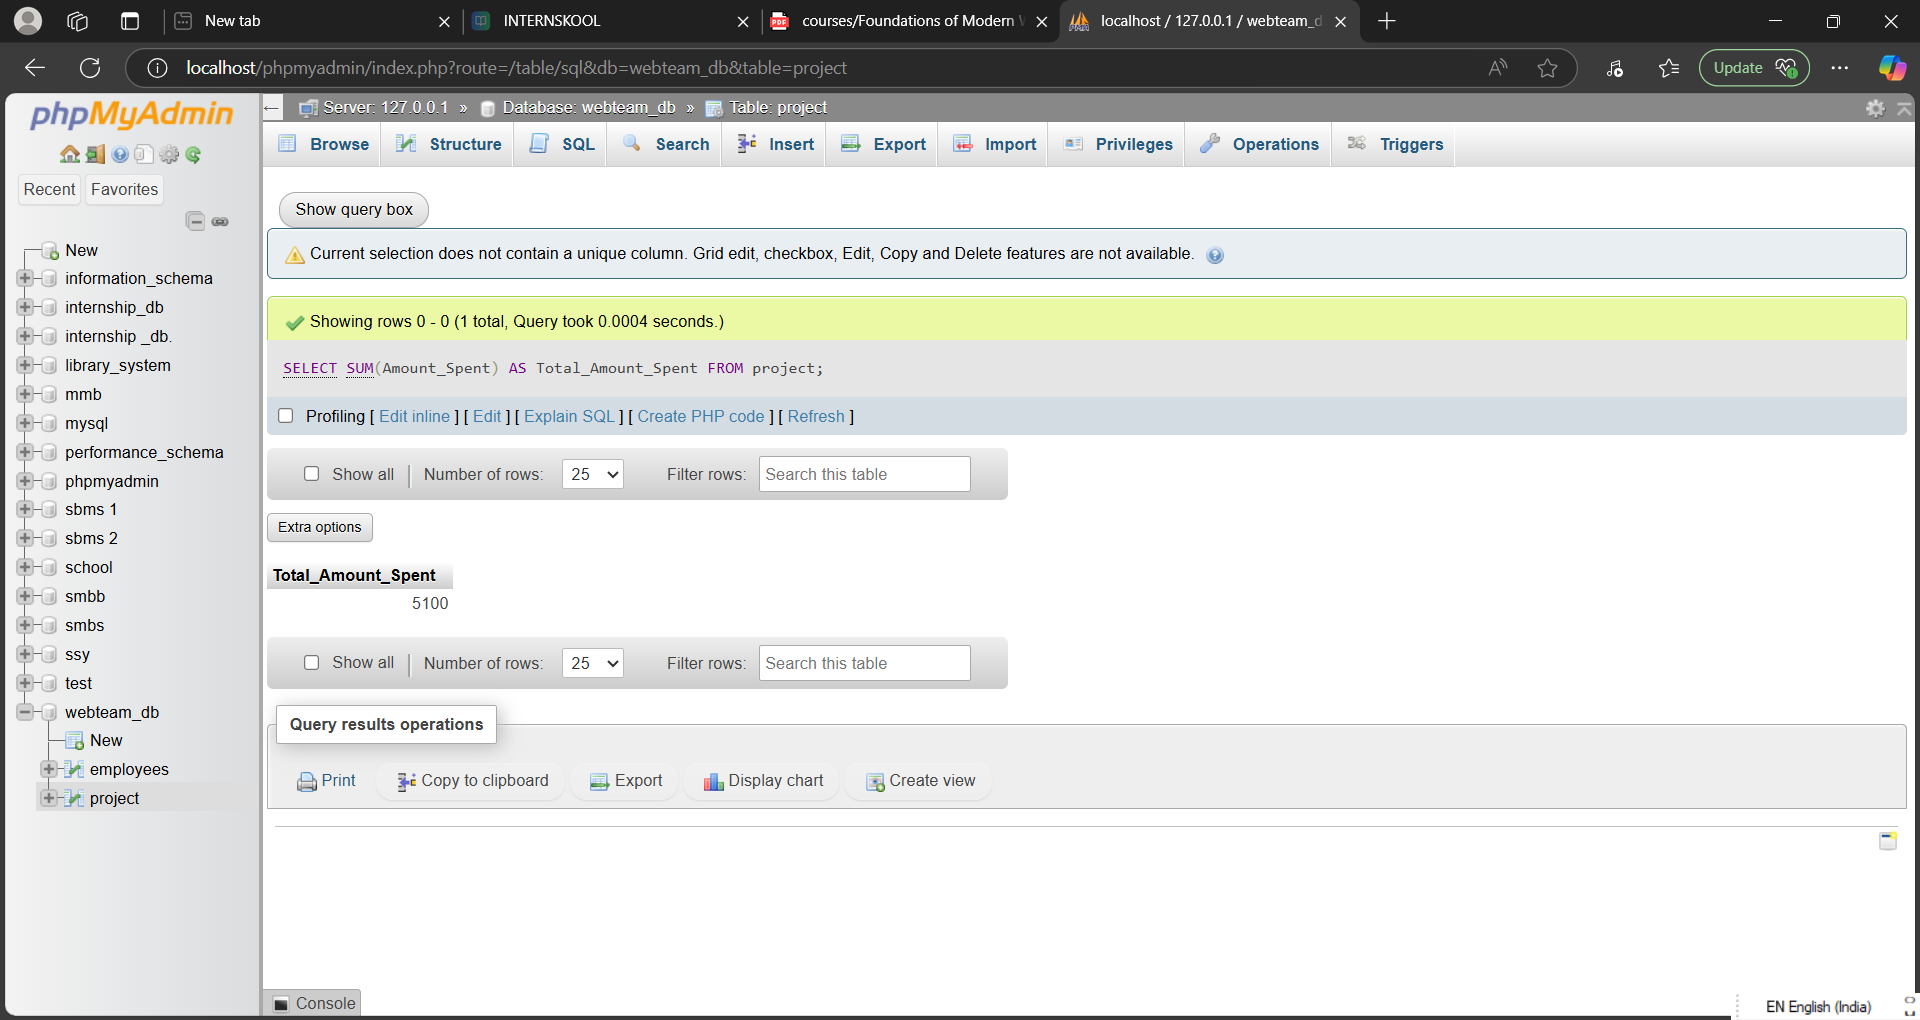 New tab
INTERNSKOOL
courses/Foundations of Modern
localhost / 127.0.0.1 / webteam_d
localhost/phpmyadmin/index.php?route=/table/sql&db=webteam_db&table=project
Update
phpMyAdmin
Recent
Favorites
New
information_schema
internship_db
internship _db.
library_system
mmb
mysql
performance_schema
phpmyadmin
sbms 1
sbms 2
school
smbb
smbs
ssy
test
webteam_db
New
employees
project
Server: 127.0.0.1 » Database: webteam_db » Table: project
Browse Structure SQL Search Insert Export Import Privileges Operations Triggers
Show query box
Current selection does not contain a unique column. Grid edit, checkbox, Edit, Copy and Delete features are not available.
Showing rows 0 - 0 (1 total, Query took 0.0004 seconds.)
SELECT SUM(Amount_Spent) AS Total_Amount_Spent FROM project;
Profiling [ Edit inline ] [ Edit ] [ Explain SQL ] [ Create PHP code ] [ Refresh ]
Show all Number of rows: 25 Filter rows: Search this table
Extra options
Total_Amount_Spent
5100
Show all Number of rows: 25 Filter rows: Search this table
Query results operations
Print Copy to clipboard Export Display chart Create view
Console
EN English (India)